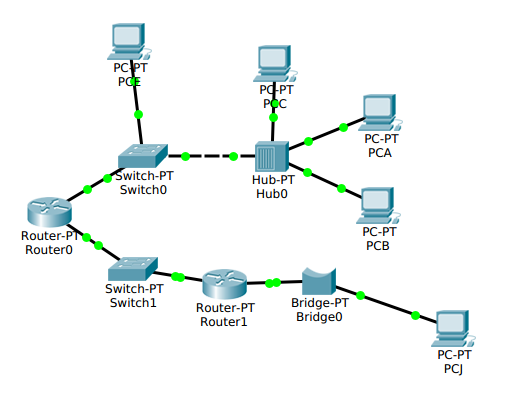 PC-PT
PCE
PC-PT
PCC
PC-PT
PCA
Switch-PT
Switch0
Hub-PT
Hub0
PC-PT
PCB
Router-PT
Router0
Switch-PT
Switch1
Router-PT
Router1
Bridge-PT
Bridge0
PC-PT
PCJ